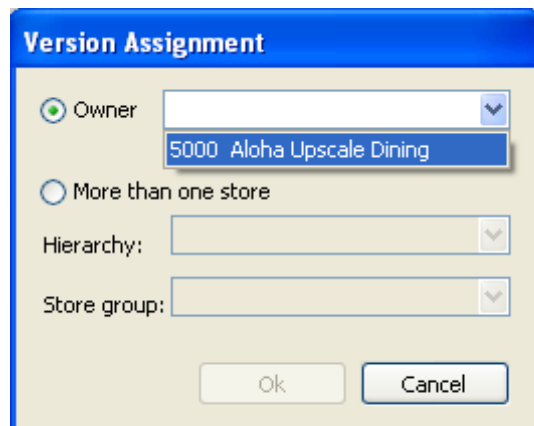 Version Assignment
Owner
5000 Aloha Upscale Dining
More than one store
Hierarchy:
Store group:
Ok Cancel